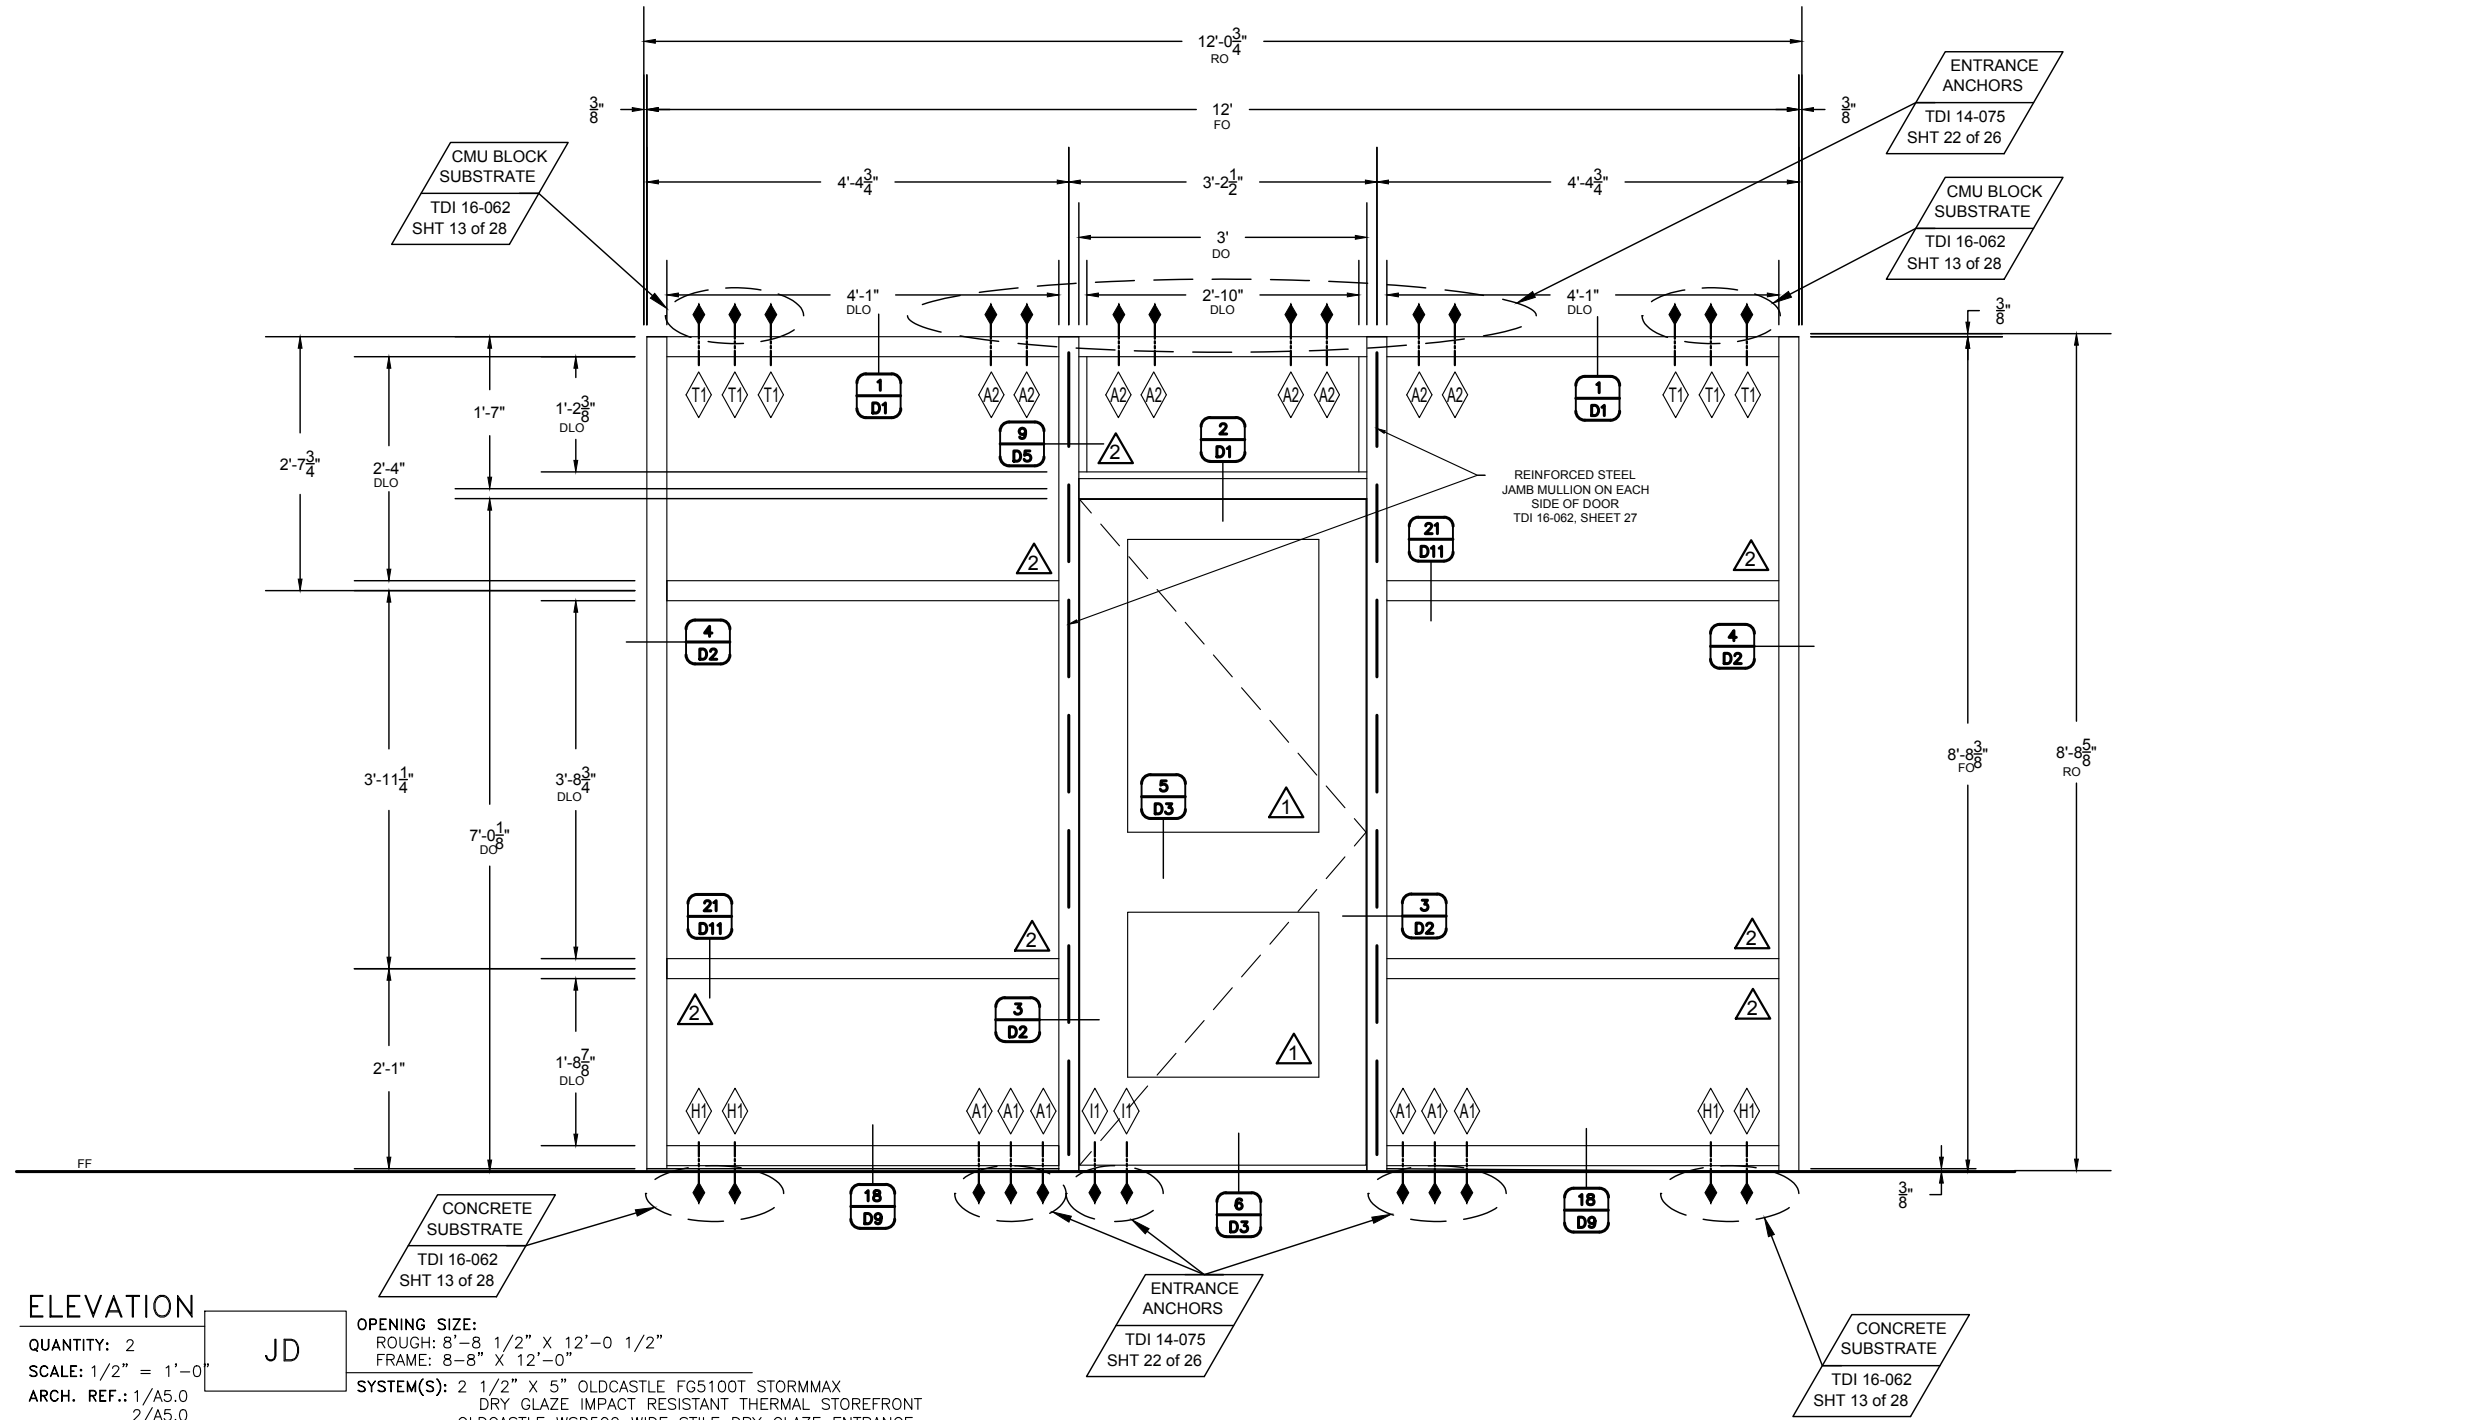 12'-0 3/4"
RO
3/8"
12'
FO
3/8"
ENTRANCE
ANCHORS
TDI 14-075
SHT 22 of 26
CMU BLOCK
SUBSTRATE
TDI 16-062
SHT 13 of 28
4'-4 3/4"
3'-2 1/2"
4'-4 3/4"
CMU BLOCK
SUBSTRATE
TDI 16-062
SHT 13 of 28
3'
DO
4'-1"
DLO
2'-10"
DLO
4'-1"
DLO
3/8"
T1 T1 T1
1
D1
A2 A2
A2 A2
A2 A2
A2 A2
1
D1
T1 T1 T1
2'-7 3/4"
2'-4"
DLO
1'-7"
1'-2 3/8"
DLO
9
D5
2
2
D1
REINFORCED STEEL
JAMB MULLION ON EACH
SIDE OF DOOR
TDI 16-062, SHEET 27
2
21
D11
2
4
D2
4
D2
3'-11 1/4"
7'-0 1/8"
DO
3'-8 3/4"
DLO
5
D3
1
8'-8 3/8"
FO
8'-8 5/8"
RO
21
D11
2
3
D2
2
2
3
D2
1
2
2'-1"
1'-8 7/8"
DLO
H1 H1
A1 A1 A1
I1 I1
A1 A1 A1
H1 H1
FF
18
D9
6
D3
18
D9
3/8"
CONCRETE
SUBSTRATE
TDI 16-062
SHT 13 of 28
ENTRANCE
ANCHORS
TDI 14-075
SHT 22 of 26
CONCRETE
SUBSTRATE
TDI 16-062
SHT 13 of 28
ELEVATION
JD
QUANTITY: 2
SCALE: 1/2" = 1'-0"
ARCH. REF.: 1/A5.0
2/A5.0
OPENING SIZE:
ROUGH: 8'-8 1/2" X 12'-0 1/2"
FRAME: 8-8" X 12'-0"
SYSTEM(S): 2 1/2" X 5" OLDCASTLE FG5100T STORMMAX
DRY GLAZE IMPACT RESISTANT THERMAL STOREFRONT
OLDCASTLE WIDE STILE DRY GLAZE ENTRANCE